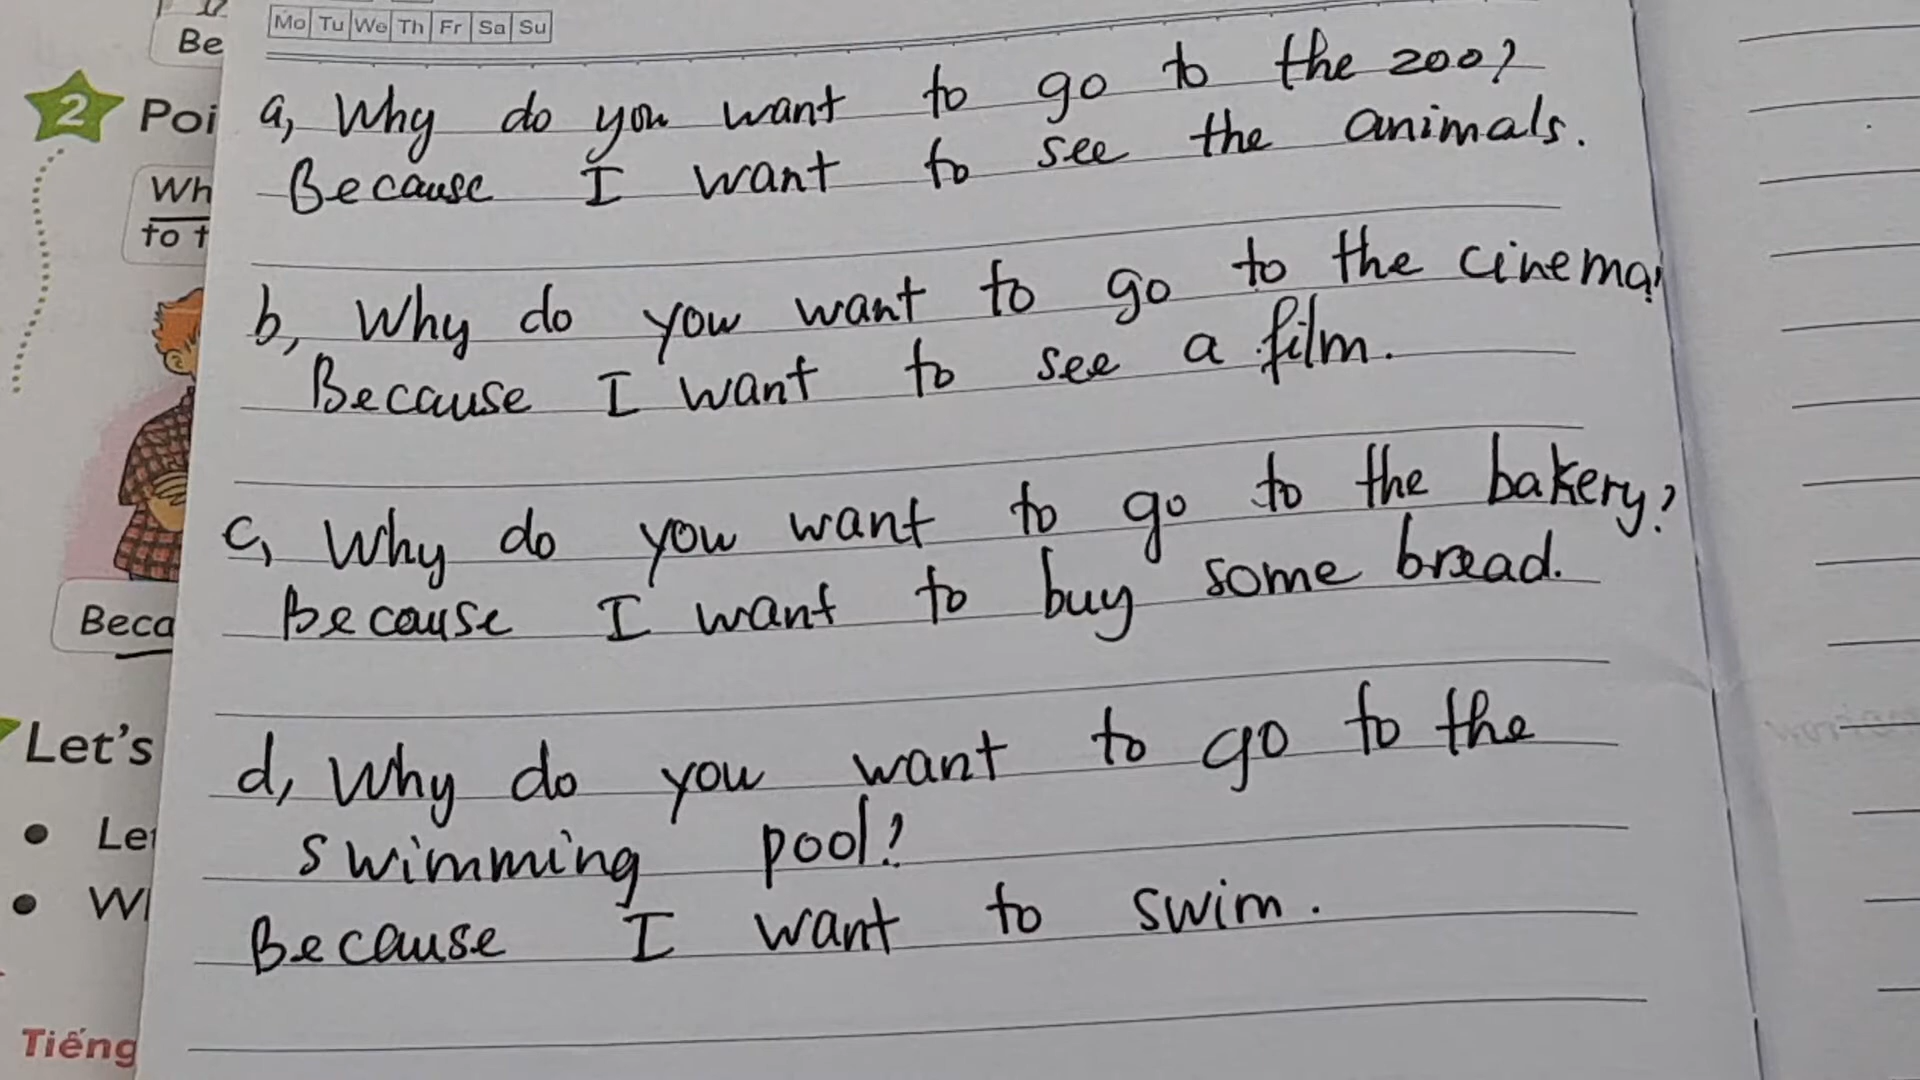 Be
Mo Tu We Th Fr Sa Su
2 Poi
a, Why do you want to go to the zoo?
Because I want to see the animals.
Wh
to t
b, Why do you want to go to the cinema?
Because I want to see a film.
c, Why do you want to go to the bakery?
Because I want to buy some bread.
Beca
d, Why do you want to go to the
swimming pool?
Because I want to swim.
Let's
• Le
• W
Tiếng